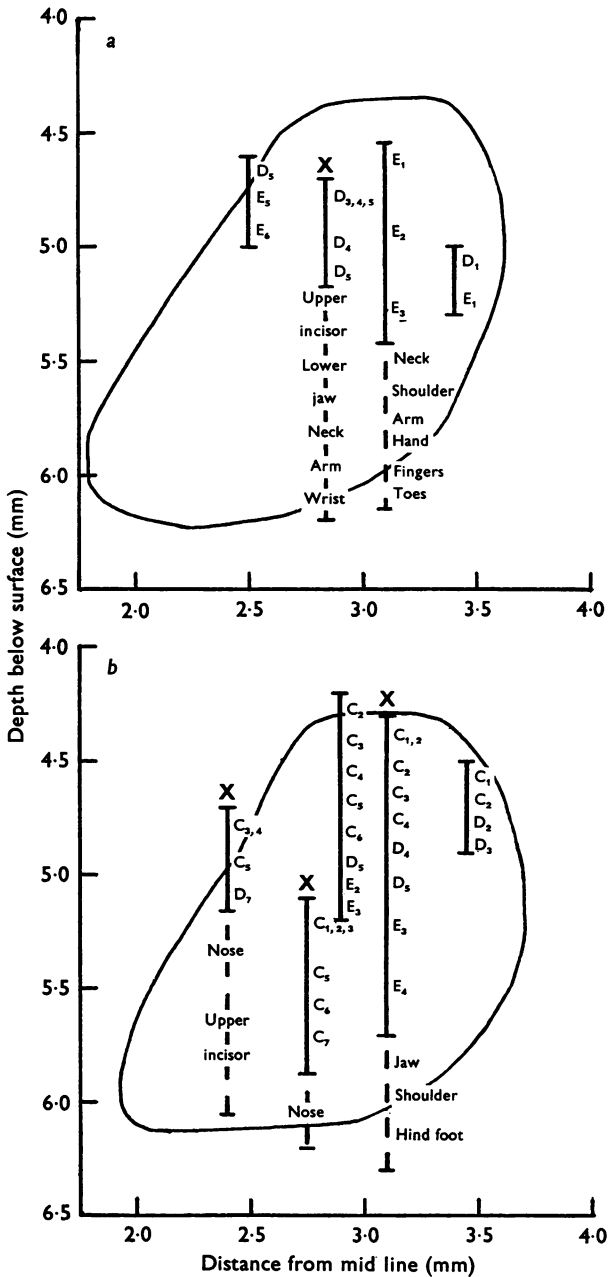 4·0
a
4·5
X
E1
D5
D3, 4, 5
E5
E2
E6
5·0
D4
D1
D5
Upper
E1
incisor
E3
Neck
5·5
Lower
Shoulder
jaw
Arm
Neck
Hand
Arm
Fingers
6·0
Wrist
Toes
6·5
2·0 2·5 3·0 3·5 4·0
Depth below surface (mm)
4·0
b
X
C2
C1, 2
C3
4·5
C2
C1
X
C4
C3
C2
C5
C3, 4
C4
D2
C6
D4
D3
C5
D5
5·0
X
D7
E2
D5
E3
C1, 2, 3
E3
Nose
C5
5·5
E4
C6
Upper
C7
incisor
Jaw
Shoulder
6·0
Nose
Hind foot
6·5
2·0 2·5 3·0 3·5 4·0
Distance from mid line (mm)